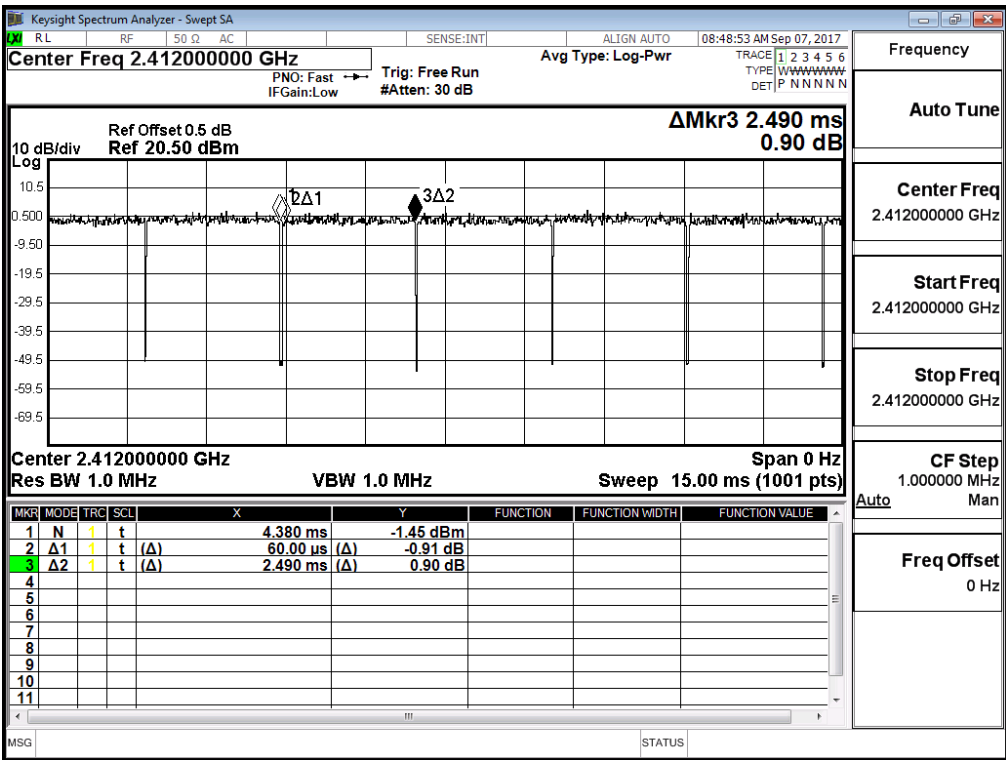 Keysight Spectrum Analyzer - Swept SA
LXI RL RF 50 Ω AC SENSE:INT ALIGN AUTO 08:48:53 AM Sep 07, 2017
Center Freq 2.412000000 GHz
PNO: Fast
IFGain:Low
Trig: Free Run
#Atten: 30 dB
Avg Type: Log-Pwr
TRACE 1 2 3 4 5 6
TYPE WWWWWW
DET P N N N N N
Frequency
Auto Tune
Center Freq
2.412000000 GHz
Start Freq
2.412000000 GHz
Stop Freq
2.412000000 GHz
CF Step
1.000000 MHz
Auto Man
Freq Offset
0 Hz
ΔMkr3 2.490 ms
0.90 dB
Ref Offset 0.5 dB
10 dB/div Ref 20.50 dBm
Log
10.5
0.500
-9.50
-19.5
-29.5
-39.5
-49.5
-59.5
-69.5
2Δ1
3Δ2
Center 2.412000000 GHz Span 0 Hz
Res BW 1.0 MHz VBW 1.0 MHz Sweep 15.00 ms (1001 pts)
MKR MODE TRC SCL X Y FUNCTION FUNCTION WIDTH FUNCTION VALUE
1 N 1 t 4.380 ms -1.45 dBm
2 Δ1 1 t (Δ) 60.00 µs (Δ) -0.91 dB
3 Δ2 1 t (Δ) 2.490 ms (Δ) 0.90 dB
4
5
6
7
8
9
10
11
MSG STATUS